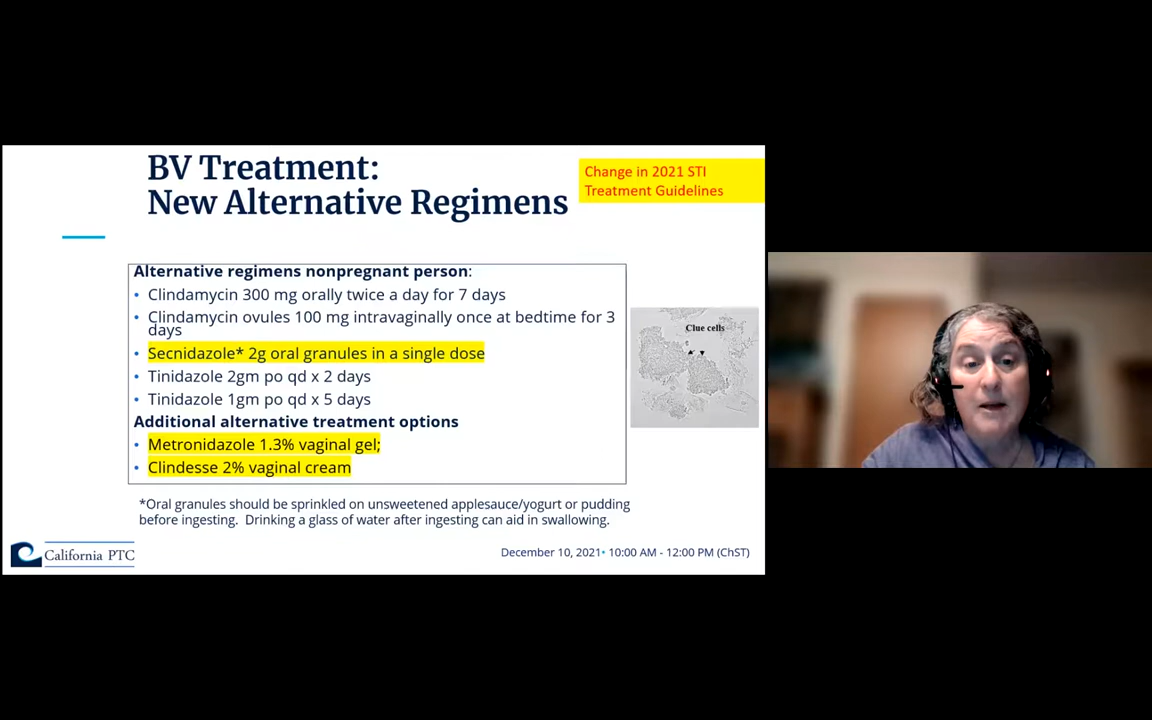 BV Treatment:
New Alternative Regimens
Change in 2021 STI
Treatment Guidelines
Alternative regimens nonpregnant person:
• Clindamycin 300 mg orally twice a day for 7 days
• Clindamycin ovules 100 mg intravaginally once at bedtime for 3
days
• Secnidazole* 2g oral granules in a single dose
• Tinidazole 2gm po qd x 2 days
• Tinidazole 1gm po qd x 5 days
Additional alternative treatment options
• Metronidazole 1.3% vaginal gel;
• Clindesse 2% vaginal cream
Clue cells
*Oral granules should be sprinkled on unsweetened applesauce/yogurt or pudding
before ingesting. Drinking a glass of water after ingesting can aid in swallowing.
California PTC
December 10, 2021• 10:00 AM - 12:00 PM (ChST)